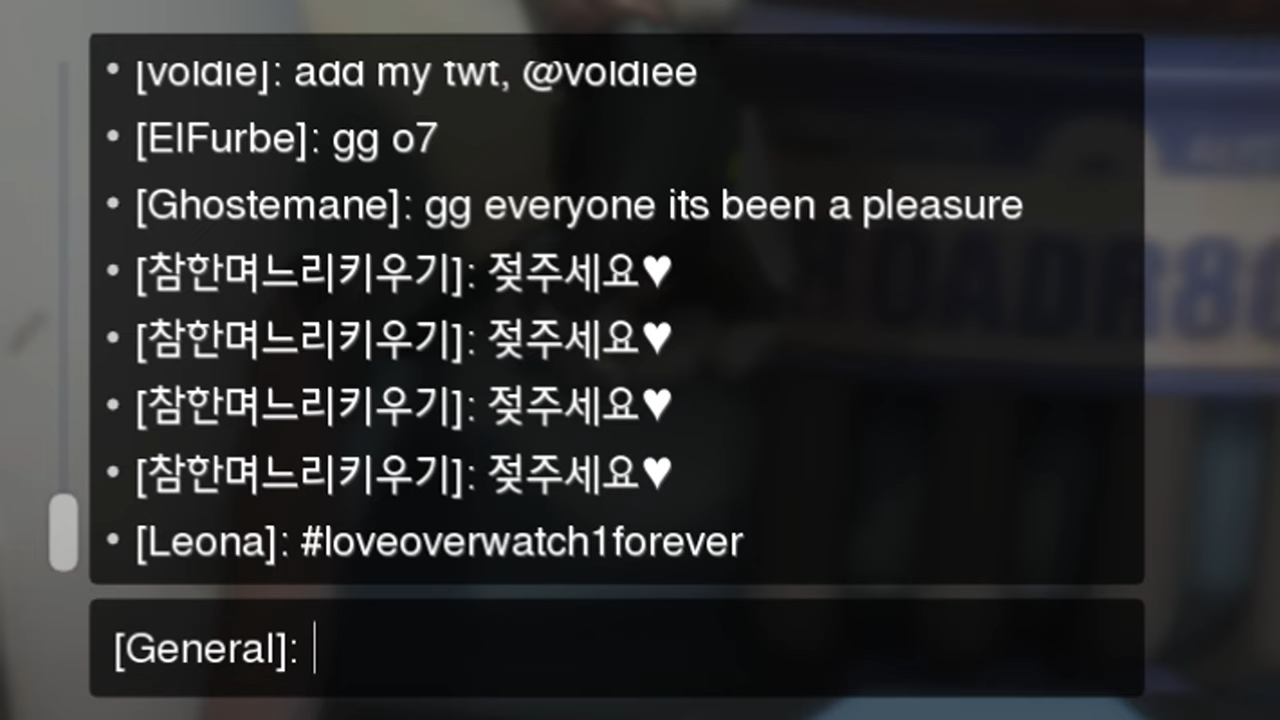 • [voldie]: add my twt, @voldiee
• [ElFurbe]: gg o7
• [Ghostemane]: gg everyone its been a pleasure
• [참한며느리키우기]: 젖주세요♥
• [참한며느리키우기]: 젖주세요♥
• [참한며느리키우기]: 젖주세요♥
• [참한며느리키우기]: 젖주세요♥
• [Leona]: #loveoverwatch1forever
[General]: